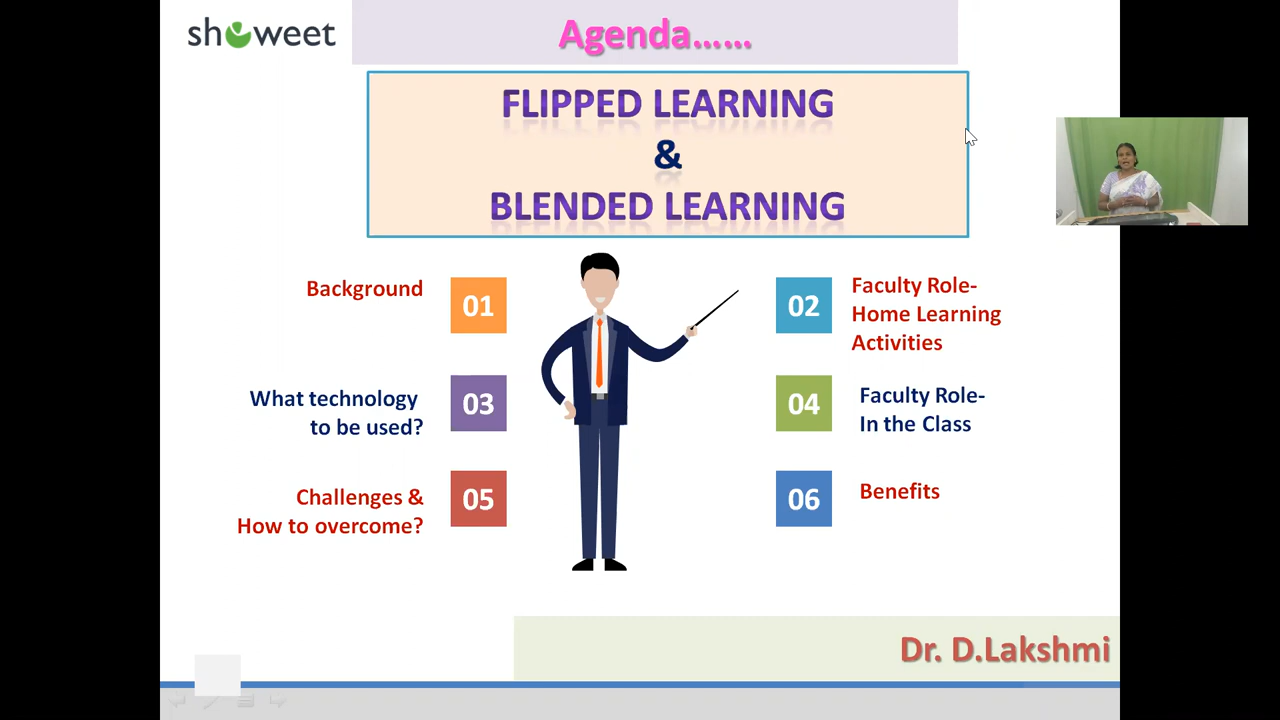 showeet
Agenda......
FLIPPED LEARNING
&
BLENDED LEARNING
Background
01
02
Faculty Role-
Home Learning
Activities
What technology
to be used?
03
04
Faculty Role-
In the Class
Challenges &
How to overcome?
05
06
Benefits
Dr. D.Lakshmi